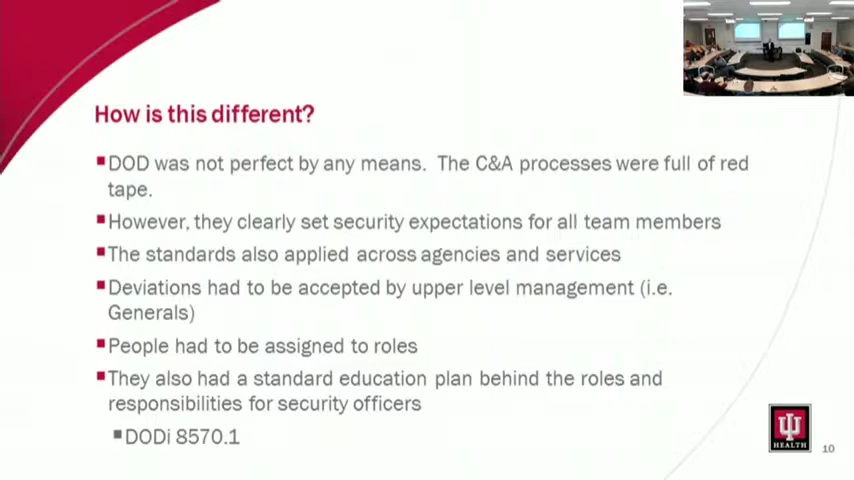 How is this different?
DOD was not perfect by any means. The C&A processes were full of red
tape.
However, they clearly set security expectations for all team members
The standards also applied across agencies and services
Deviations had to be accepted by upper level management (i.e.
Generals)
People had to be assigned to roles
They also had a standard education plan behind the roles and
responsibilities for security officers
DODi 8570.1
IU
HEALTH
10